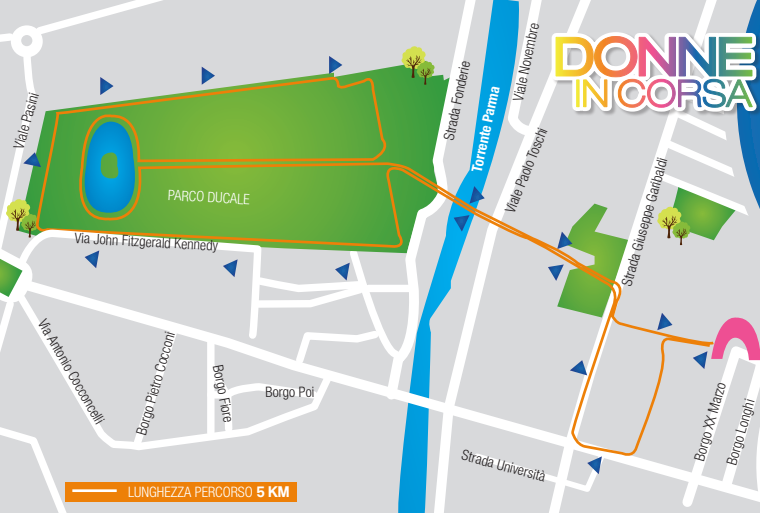 DONNE
IN CORSA
Viale Pasini
Strada Fonderie
Torrente Parma
Viale Novembre
Viale Paolo Toschi
PARCO DUCALE
Strada Giuseppe Garibaldi
Via John Fitzgerald Kennedy
Via Antonio Cocconcelli
Borgo Pietro Cocconi
Borgo Fiore
Borgo Poi
Borgo XX Marzo
Borgo Longhi
Strada Università
LUNGHEZZA PERCORSO 5 KM